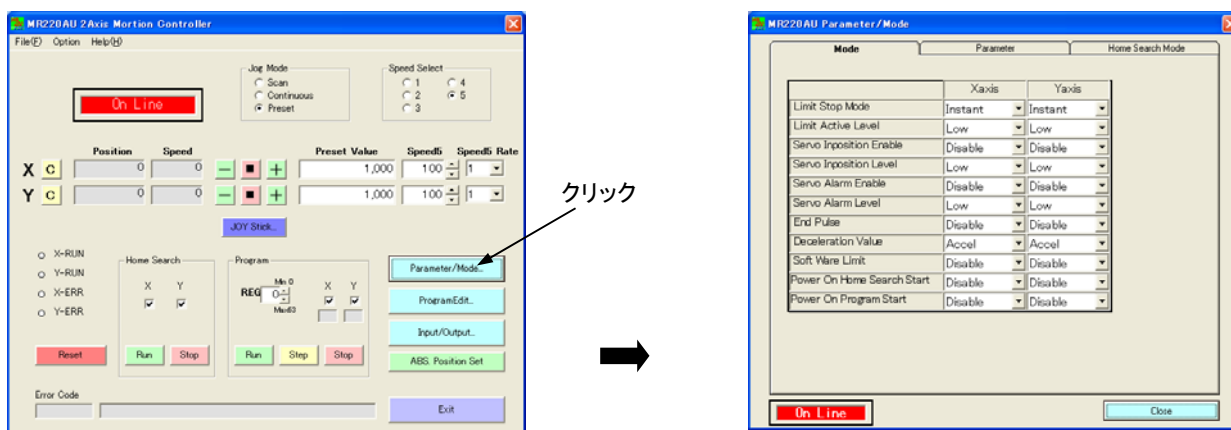 MR220AU 2Axis Mortion Controller
File(F) Option Help(H)
On Line
Jog Mode
Scan
Continuous
Preset
Speed Select
1 4
2 5
3
Position Speed Preset Value Speed5 Speed5 Rate
X C 0 0 − ■ + 1,000 100 1
Y C 0 0 − ■ + 1,000 100 1
JOY Stick...
X-RUN
Y-RUN
X-ERR
Y-ERR
Home Search
X Y
Run Stop
Program
REG Min 0 0 Max63
X Y
Run Step Stop
Reset
Parameter/Mode...
ProgramEdit...
Input/Output...
ABS. Position Set
Error Code
Exit
クリック
MR220AU Parameter/Mode
Mode Parameter Home Search Mode
Xaxis Yaxis
Limit Stop Mode Instant Instant
Limit Active Level Low Low
Servo Inposition Enable Disable Disable
Servo Inposition Level Low Low
Servo Alarm Enable Disable Disable
Servo Alarm Level Low Low
End Pulse Disable Disable
Deceleration Value Accel Accel
Soft Ware Limit Disable Disable
Power On Home Search Start Disable Disable
Power On Program Start Disable Disable
On Line
Close